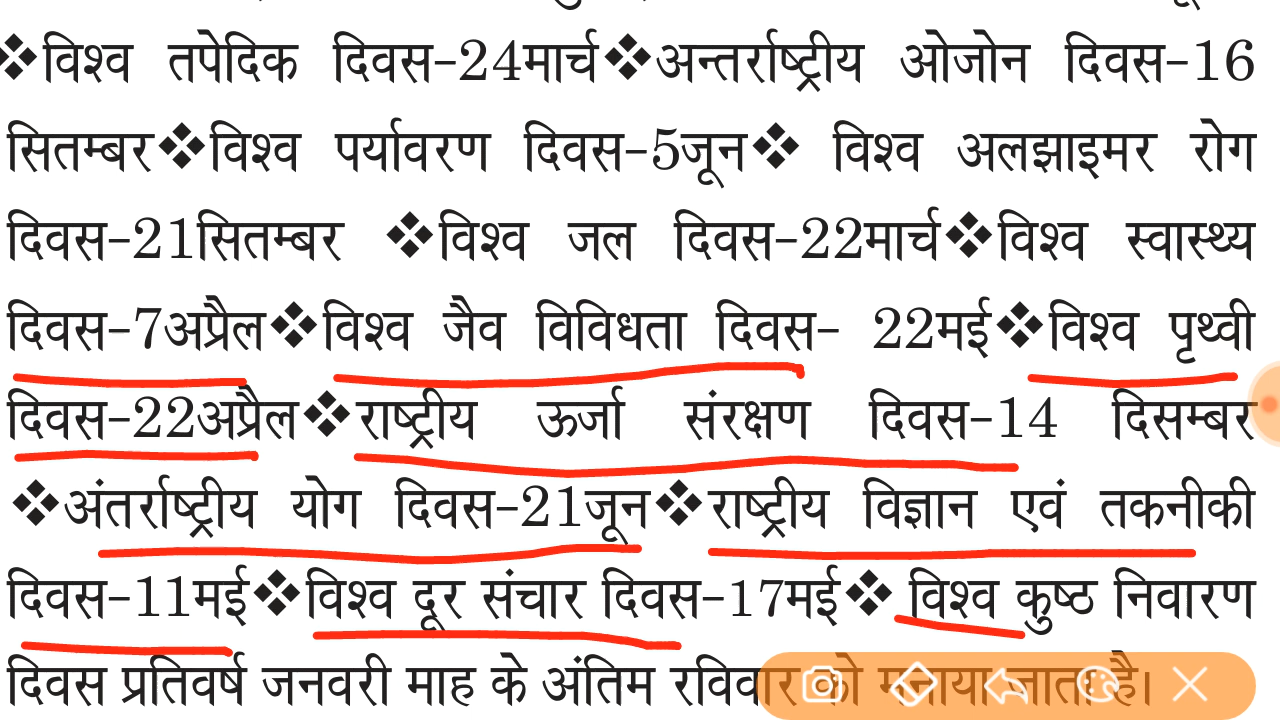 ❖विश्व तपेदिक दिवस-24मार्च❖अन्तर्राष्ट्रीय ओजोन दिवस-16
सितम्बर❖विश्व पर्यावरण दिवस-5जून❖ विश्व अलझाइमर रोग
दिवस-21सितम्बर ❖विश्व जल दिवस-22मार्च❖विश्व स्वास्थ्य
दिवस-7अप्रैल❖विश्व जैव विविधता दिवस- 22मई❖विश्व पृथ्वी
दिवस-22अप्रैल❖राष्ट्रीय ऊर्जा संरक्षण दिवस-14 दिसम्बर
❖अंतर्राष्ट्रीय योग दिवस-21जून❖राष्ट्रीय विज्ञान एवं तकनीकी
दिवस-11मई❖विश्व दूर संचार दिवस-17मई❖ विश्व कुष्ठ निवारण
दिवस प्रतिवर्ष जनवरी माह के अंतिम रविवार को मनाया जाता है।